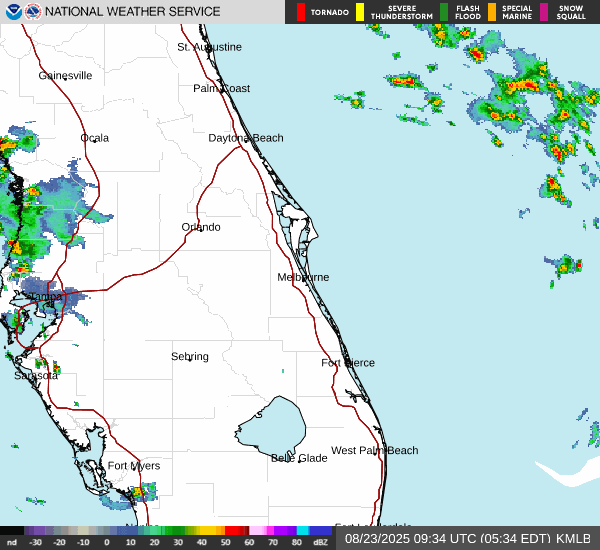 NATIONAL WEATHER SERVICE
TORNADO
SEVERE
THUNDERSTORM
FLASH
FLOOD
SPECIAL
MARINE
SNOW
SQUALL
St. Augustine
Gainesville
Palm Coast
Ocala
Daytona Beach
Orlando
Melbourne
Tampa
Sebring
Fort Pierce
Sarasota
West Palm Beach
Belle Glade
Fort Myers
nd -30 -20 -10 0 10 20 30 40 50 60 70 80 dBZ
08/23/2025 09:34 UTC (05:34 EDT) KMLB